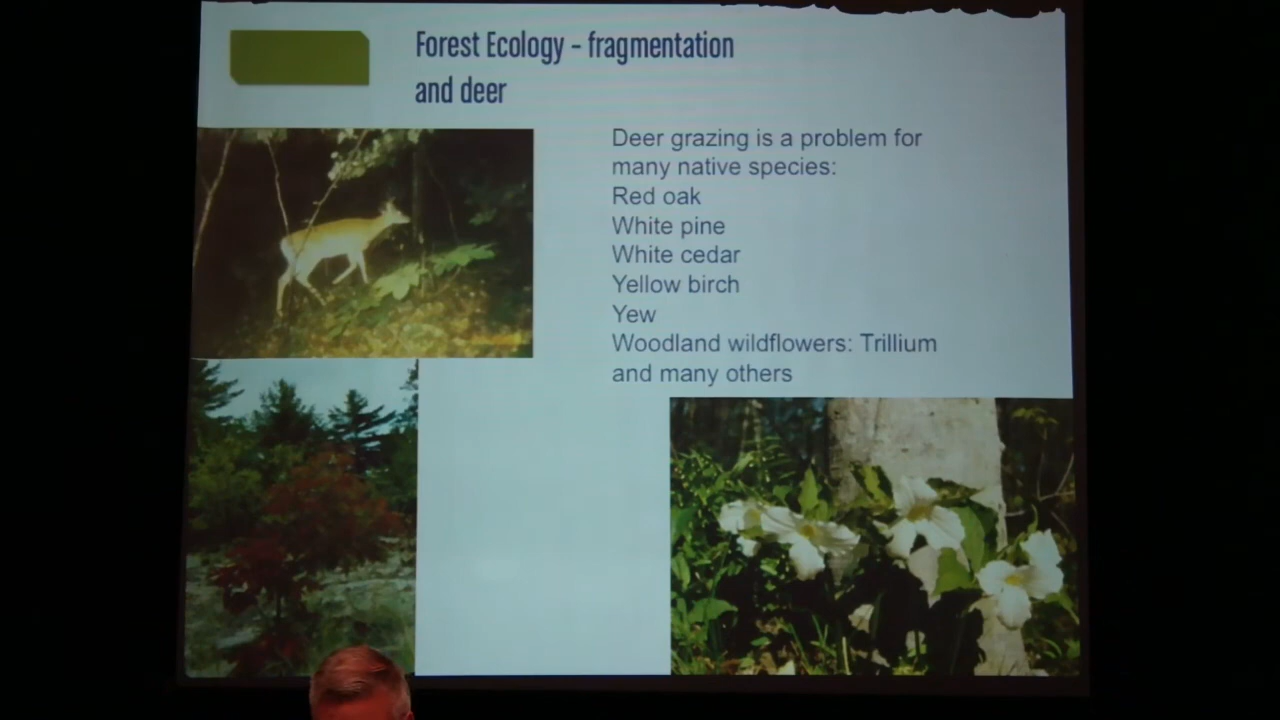 Forest Ecology - fragmentation
and deer
Deer grazing is a problem for
many native species:
Red oak
White pine
White cedar
Yellow birch
Yew
Woodland wildflowers: Trillium
and many others